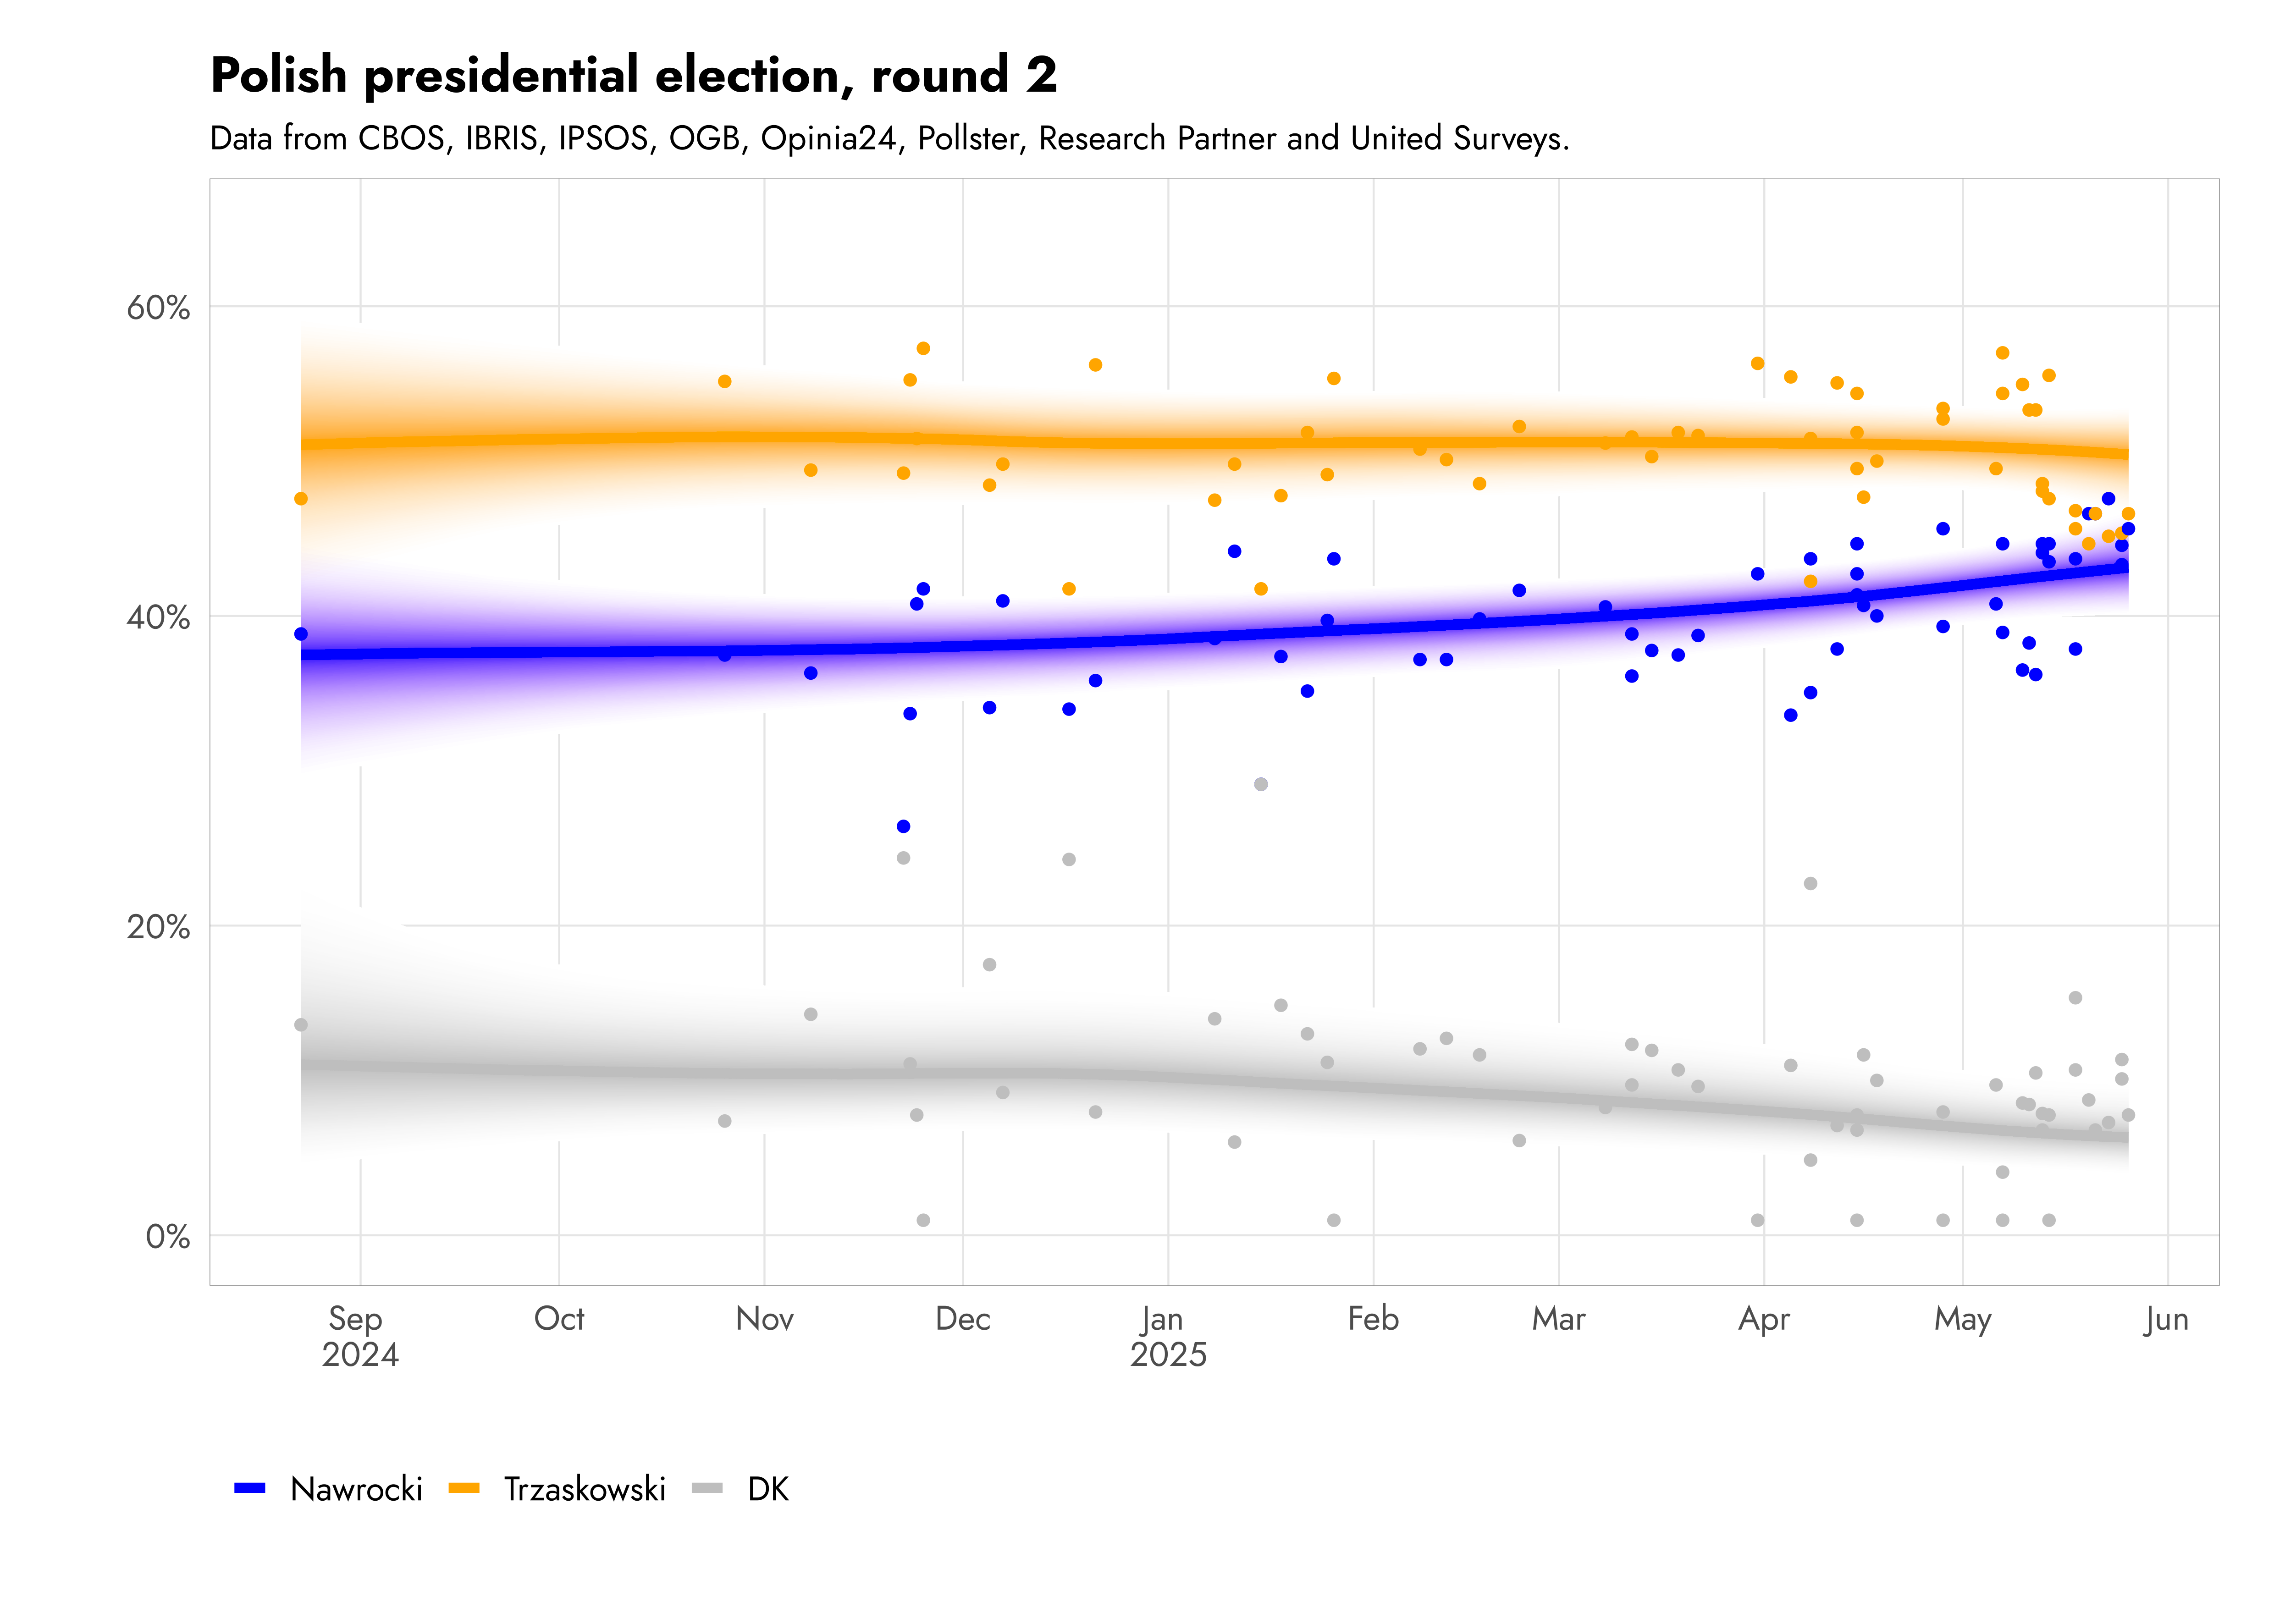 Polish presidential election, round 2
Data from CBOS, IBRIS, IPSOS, OGB, Opinia24, Pollster, Research Partner and United Surveys.
60%
40%
20%
0%
Sep Oct Nov Dec Jan Feb Mar Apr May Jun
2024 2025
Nawrocki Trzaskowski DK